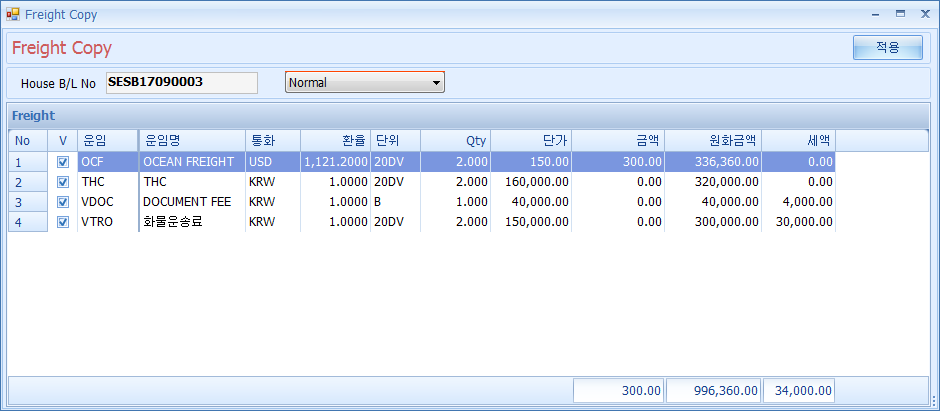 Freight Copy
Freight Copy 적용
House B/L No SESB17090003 Normal
Freight
No V 운임 운임명 통화 환율 단위 Qty 단가 금액 원화금액 세액
1 OCF OCEAN FREIGHT USD 1,121.2000 20DV 2.000 150.00 300.00 336,360.00 0.00
2 THC THC KRW 1.0000 20DV 2.000 160,000.00 0.00 320,000.00 0.00
3 VDOC DOCUMENT FEE KRW 1.0000 B 1.000 40,000.00 0.00 40,000.00 4,000.00
4 VTRO 화물운송료 KRW 1.0000 20DV 2.000 150,000.00 0.00 300,000.00 30,000.00
300.00 996,360.00 34,000.00